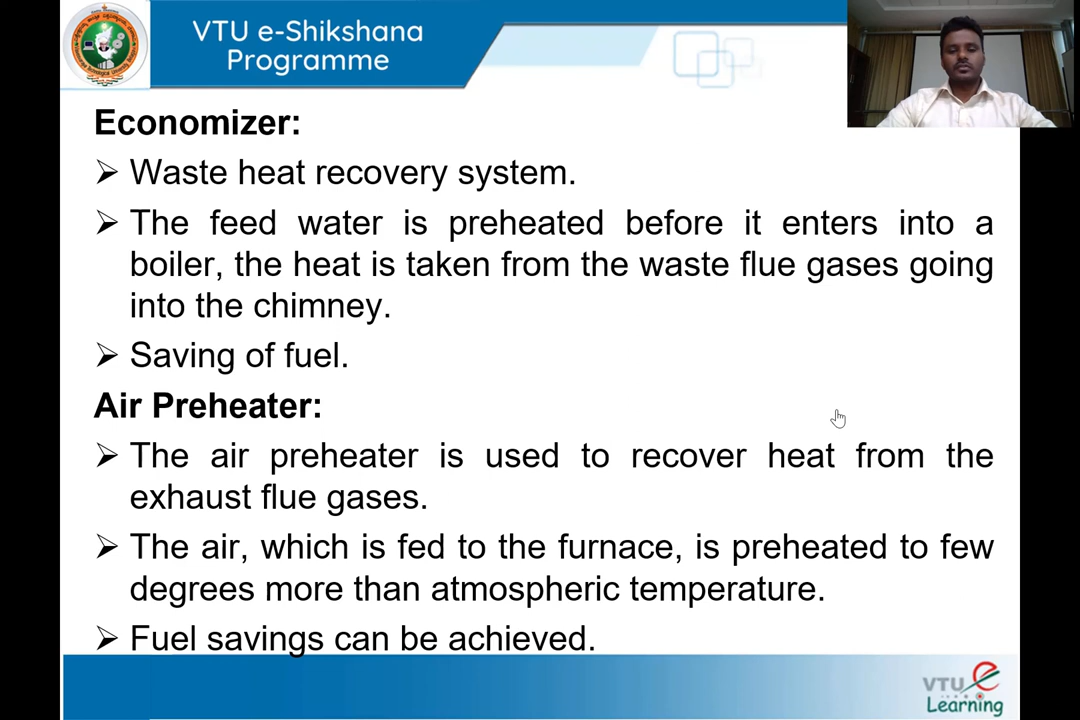 VTU e-Shikshana
Programme
Economizer:
➢ Waste heat recovery system.
➢ The feed water is preheated before it enters into a
boiler, the heat is taken from the waste flue gases going
into the chimney.
➢ Saving of fuel.
Air Preheater:
➢ The air preheater is used to recover heat from the
exhaust flue gases.
➢ The air, which is fed to the furnace, is preheated to few
degrees more than atmospheric temperature.
➢ Fuel savings can be achieved.
VTU e
Learning